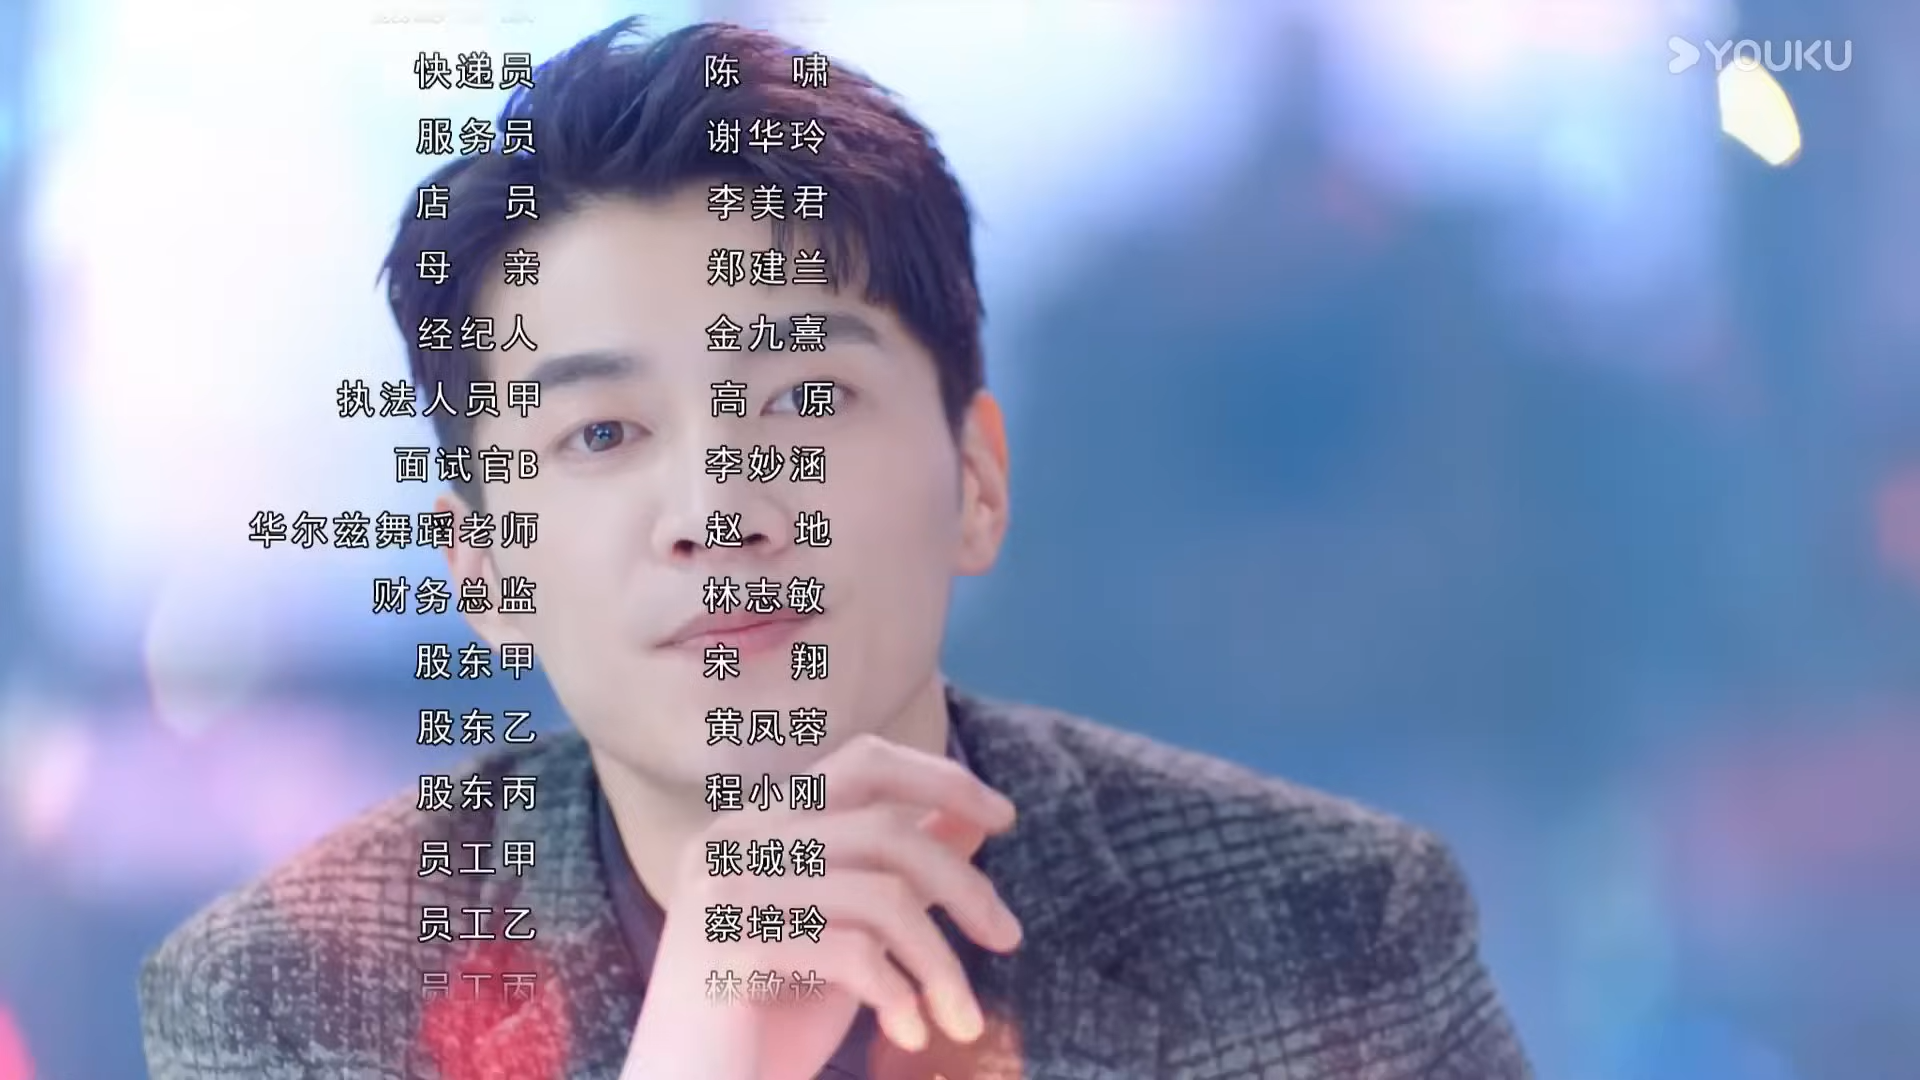 YOUKU
快递员 陈啸
服务员 谢华玲
店员 李美君
母亲 郑建兰
经纪人 金九熹
执法人员甲 高原
面试官B 李妙涵
华尔兹舞蹈老师 赵地
财务总监 林志敏
股东甲 宋翔
股东乙 黄凤蓉
股东丙 程小刚
员工甲 张城铭
员工乙 蔡培玲
员工丙 林敏达